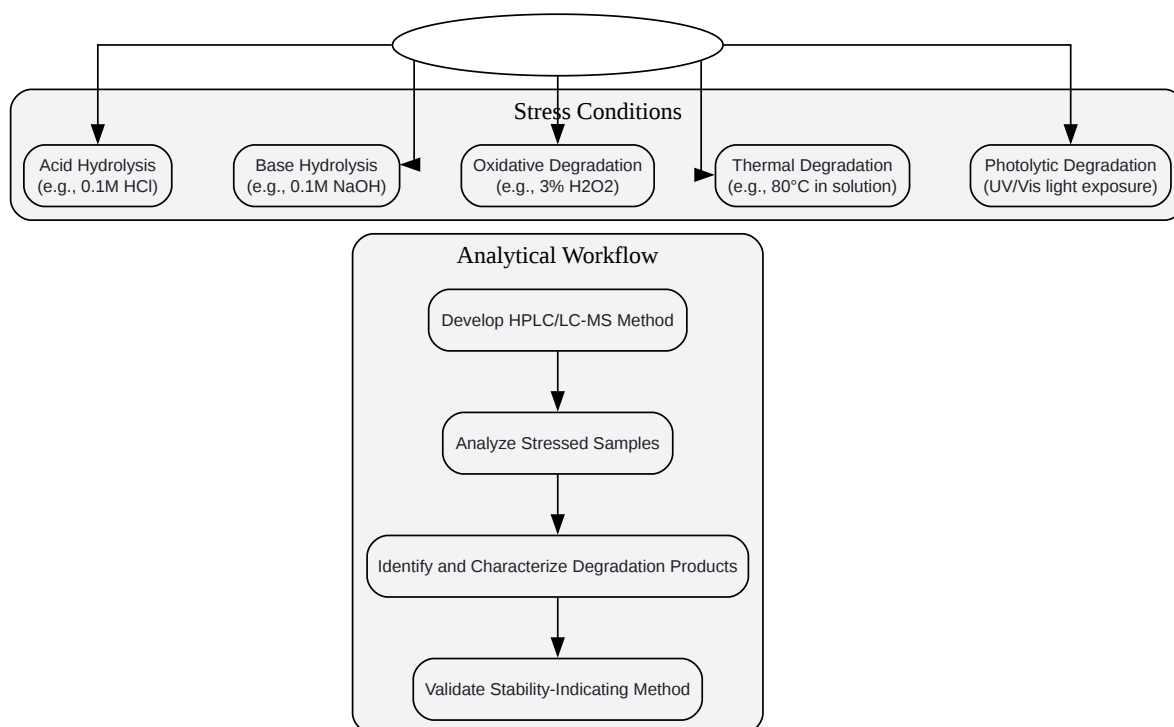 Stress Conditions
Acid Hydrolysis
(e.g., 0.1M HCl)
Base Hydrolysis
(e.g., 0.1M NaOH)
Oxidative Degradation
(e.g., 3% H2O2)
Thermal Degradation
(e.g., 80°C in solution)
Photolytic Degradation
(UV/Vis light exposure)
Analytical Workflow
Develop HPLC/LC-MS Method
Analyze Stressed Samples
Identify and Characterize Degradation Products
Validate Stability-Indicating Method